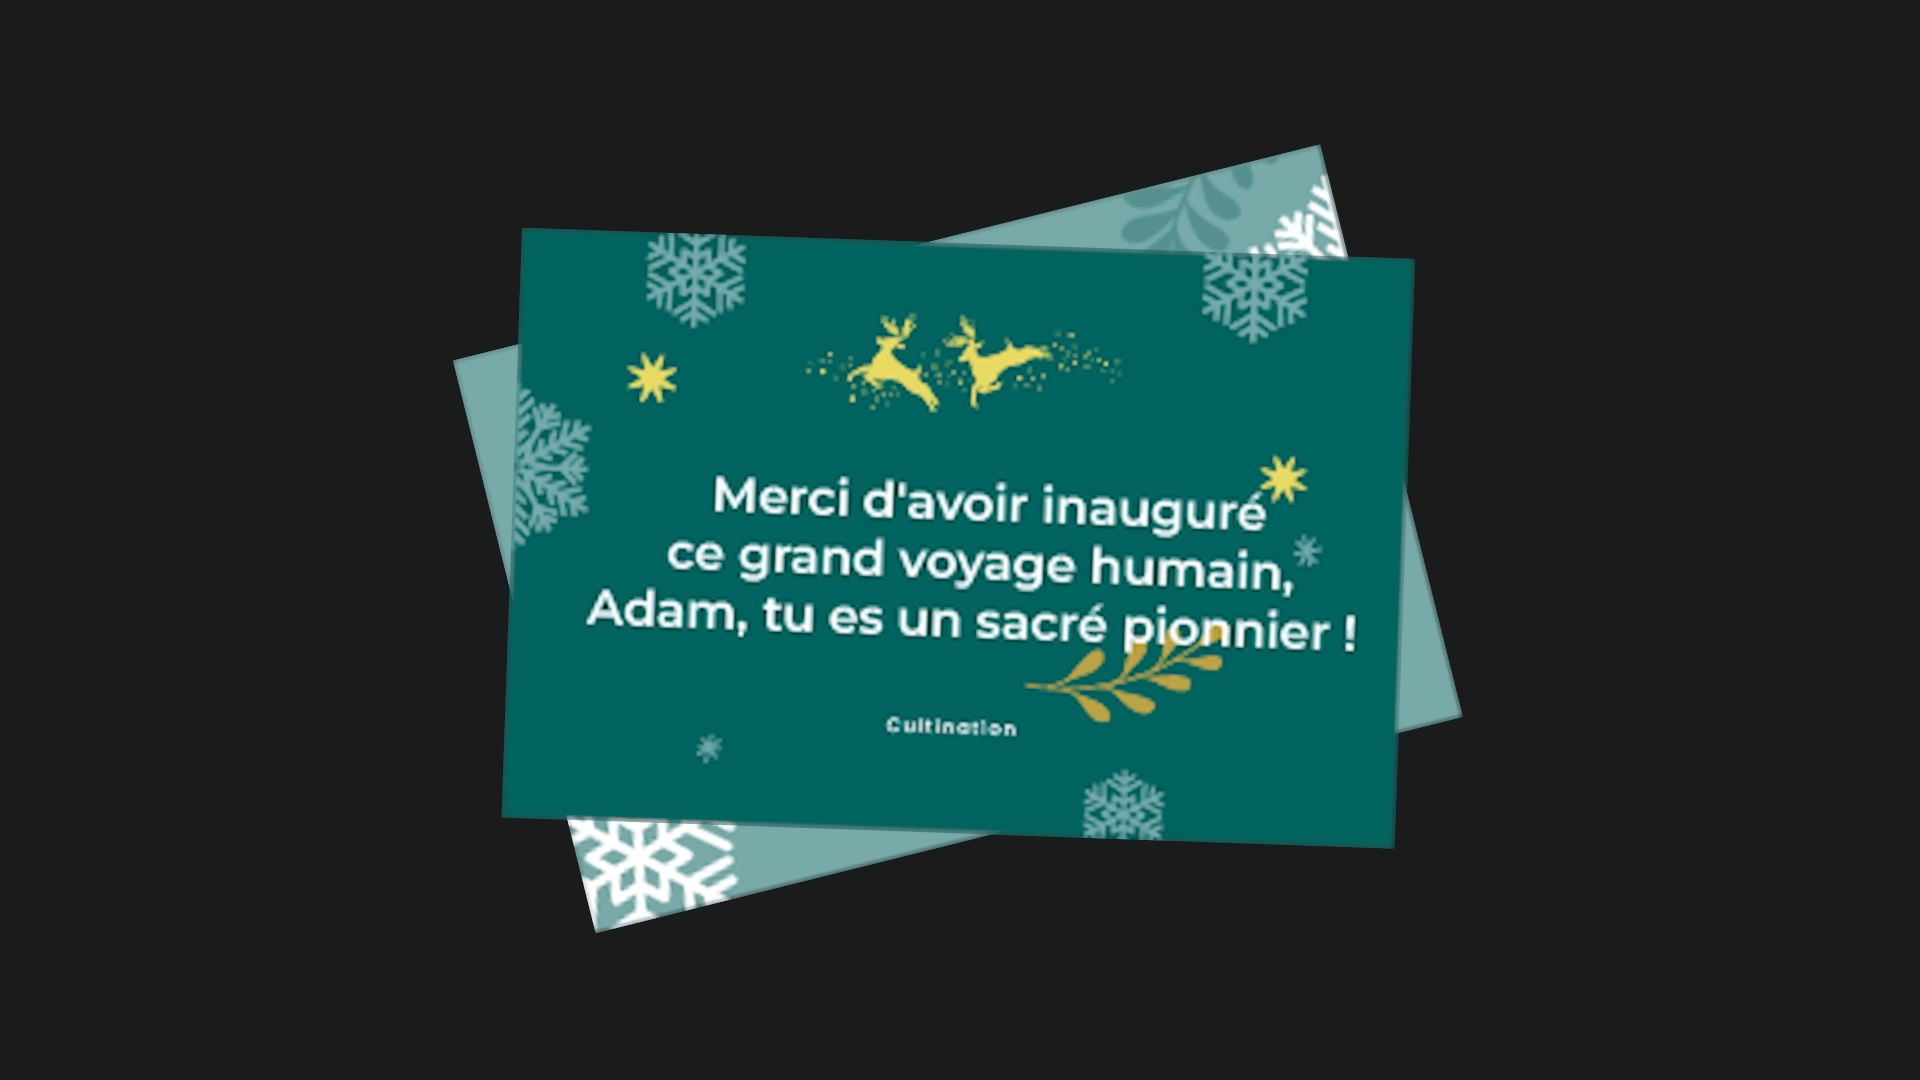 Merci d'avoir inauguré
ce grand voyage humain,
Adam, tu es un sacré pionnier !
Cultination